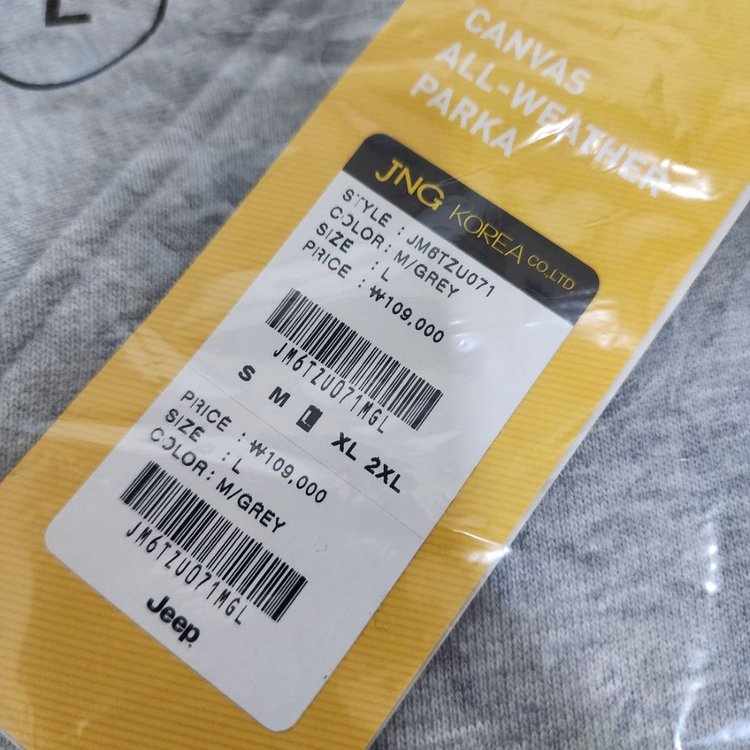 L
CANVAS
ALL-WEATHER
PARKA
JNG KOREA CO.,LTD.
STYLE : JM6TZU071
COLOR : M/GREY
SIZE : L
PRICE : ₩109,000
JM6TZU071MGL
S M L XL 2XL
PRICE : ₩109,000
SIZE : L
COLOR : M/GREY
JM6TZU071MGL
Jeep